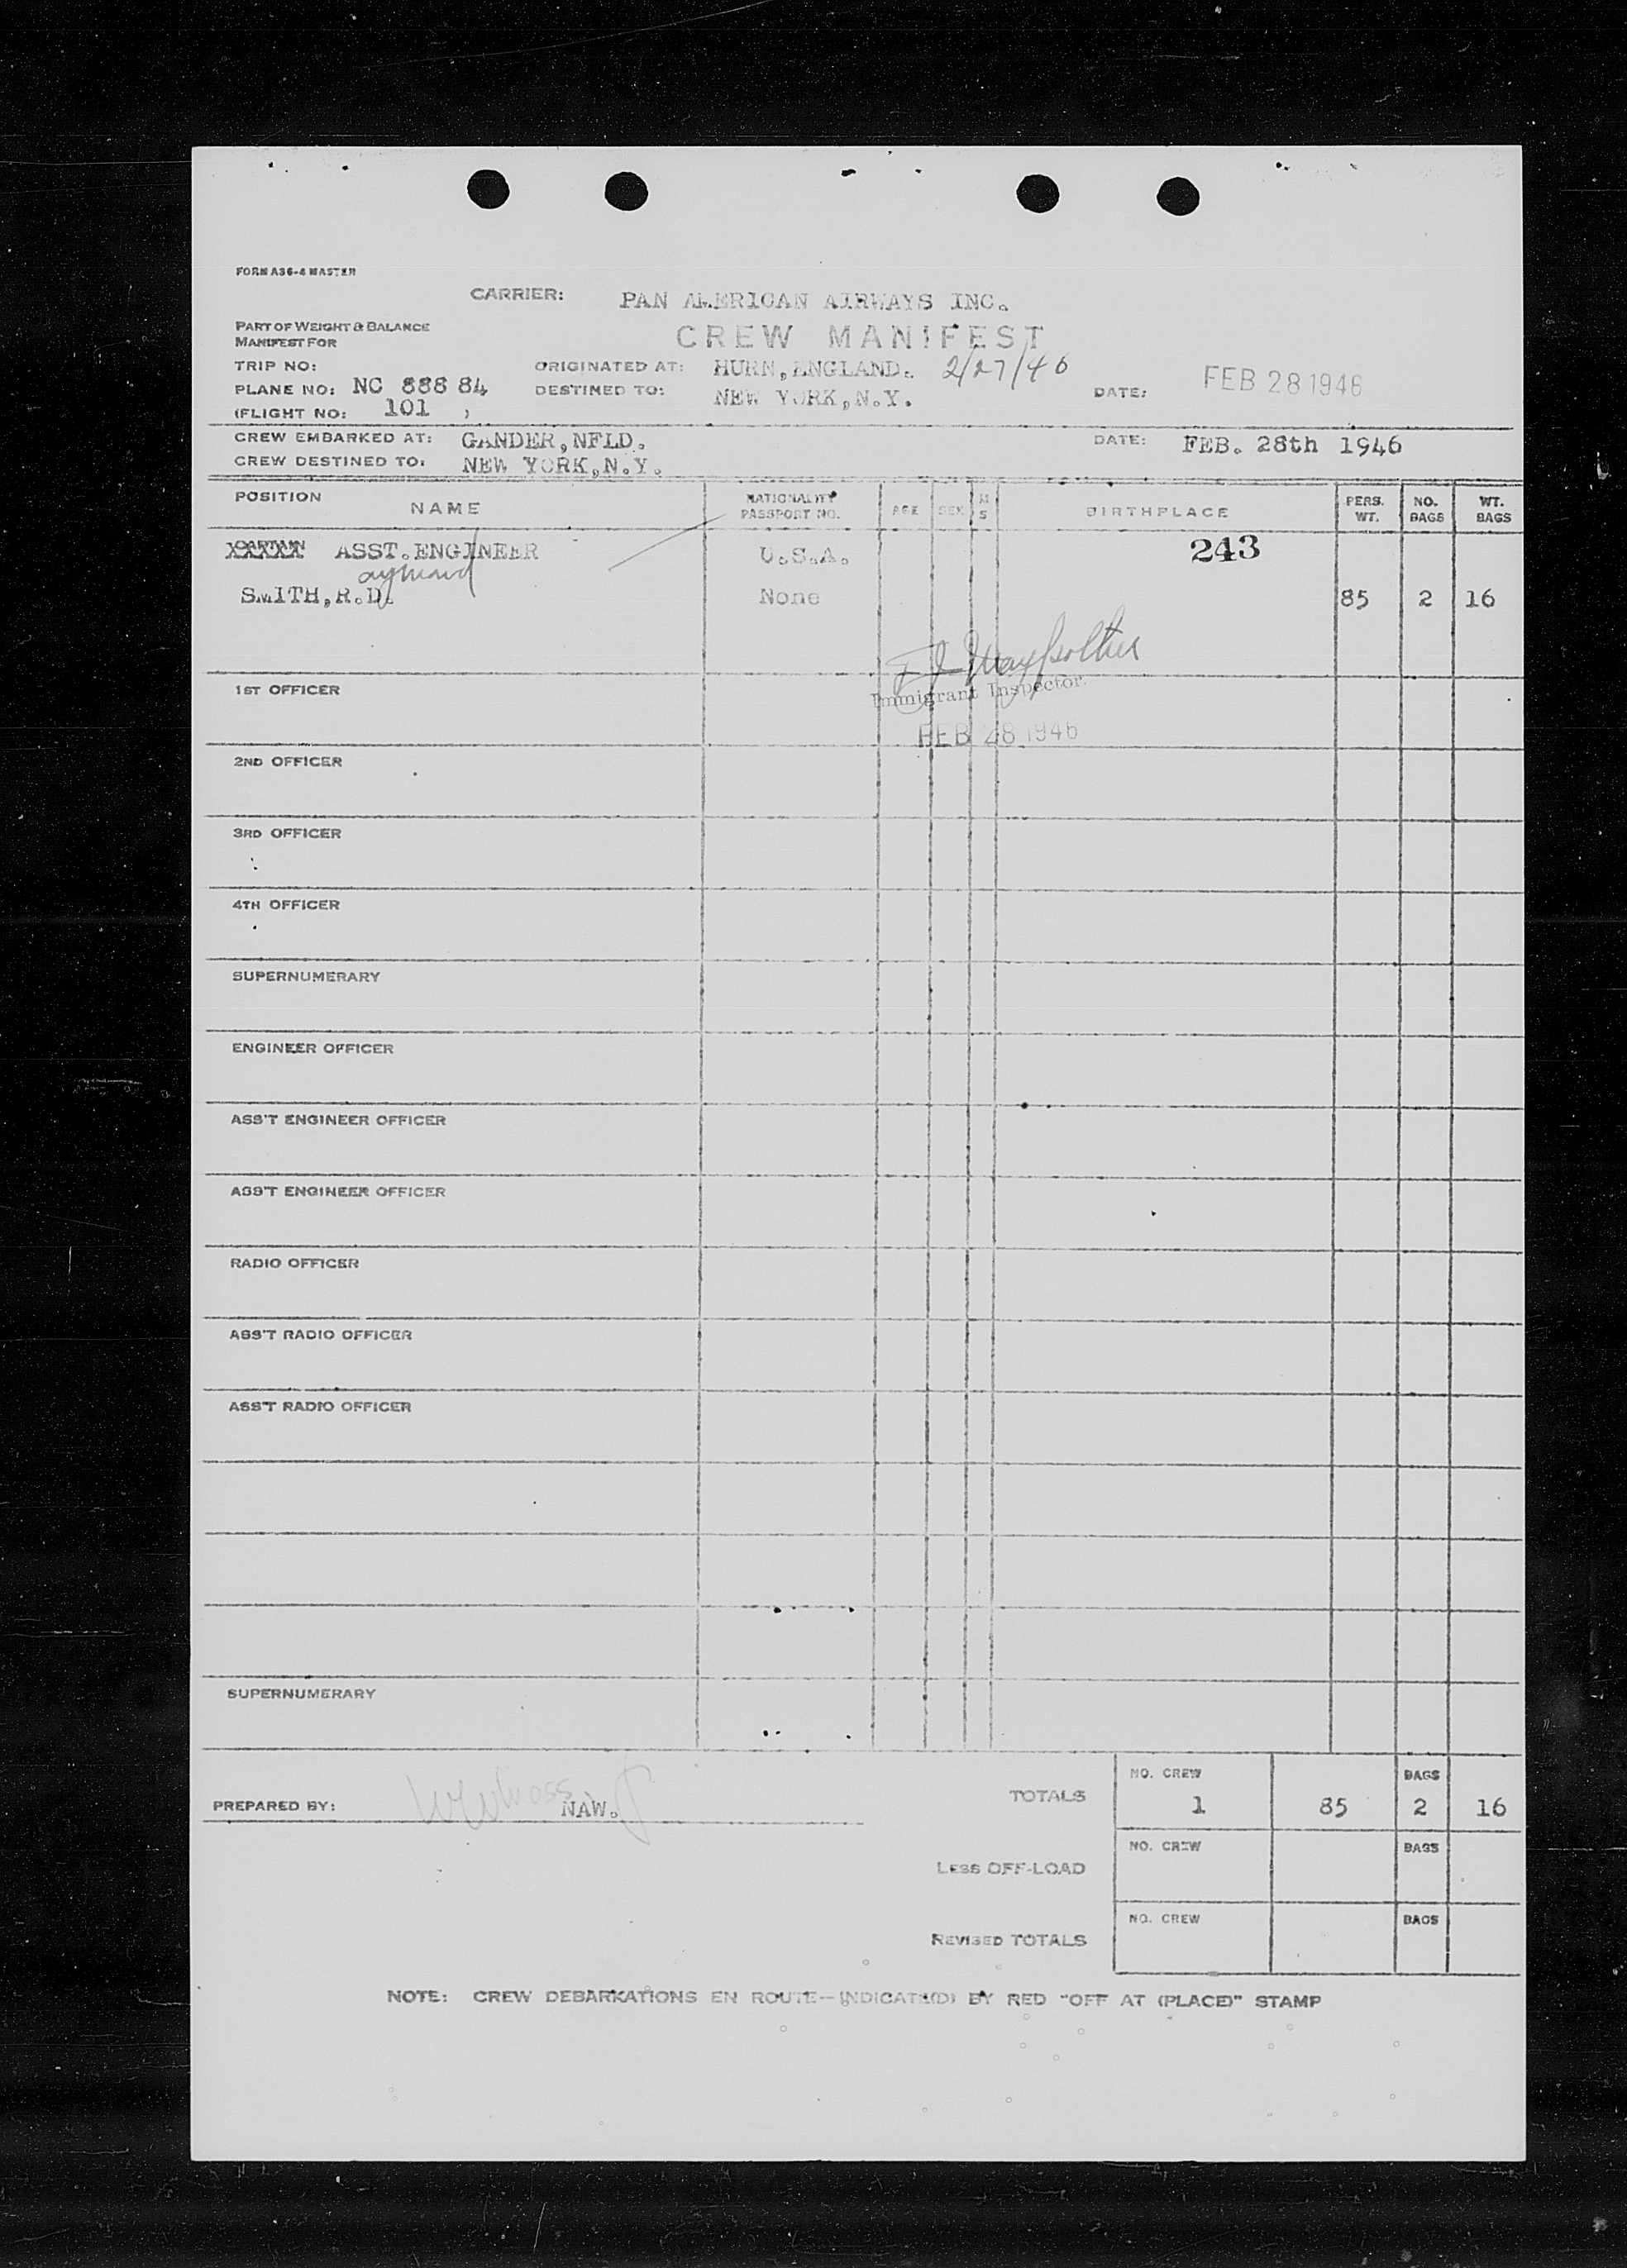 FORM A36-4 MASTER
CARRIER: PAN AMERICAN AIRWAYS INC.
PART OF WEIGHT & BALANCE
MANIFEST FOR
CREW MANIFEST
TRIP NO: ORIGINATED AT: HURN, ENGLAND. 2/27/46
PLANE NO: NC 888 84 DESTINED TO: NEW YORK, N.Y. DATE: FEB 28 1946
(FLIGHT NO: 101 )
CREW EMBARKED AT: GANDER, NFLD. DATE: FEB. 28th 1946
CREW DESTINED TO: NEW YORK, N.Y.
POSITION NAME NATIONALITY PASSPORT NO. AGE SEX M S BIRTHPLACE PERS. WT. NO. BAGS WT. BAGS
CAPTAIN XXXXX ASST. ENGINEER U.S.A. 243
aymond
SMITH, R.D. None 85 2 16
1ST OFFICER
Immigrant Inspector.
FEB 28 1946
2ND OFFICER
3RD OFFICER
4TH OFFICER
SUPERNUMERARY
ENGINEER OFFICER
ASS'T ENGINEER OFFICER
ASS'T ENGINEER OFFICER
RADIO OFFICER
ASS'T RADIO OFFICER
ASS'T RADIO OFFICER
SUPERNUMERARY
NO. CREW BAGS
PREPARED BY: NAW. TOTALS 1 85 2 16
NO. CREW BAGS
LESS OFF-LOAD
NO. CREW BAGS
REVISED TOTALS
NOTE: CREW DEBARKATIONS EN ROUTE—INDICATE(D) BY RED "OFF AT (PLACE)" STAMP